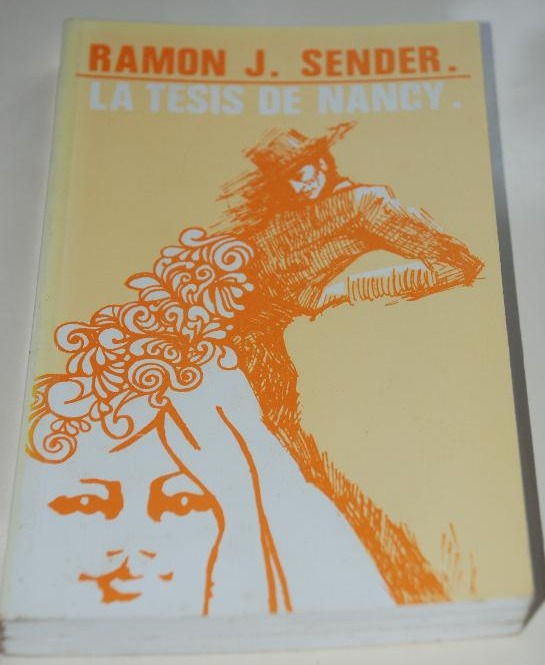 RAMON J. SENDER.
LA TESIS DE NANCY.